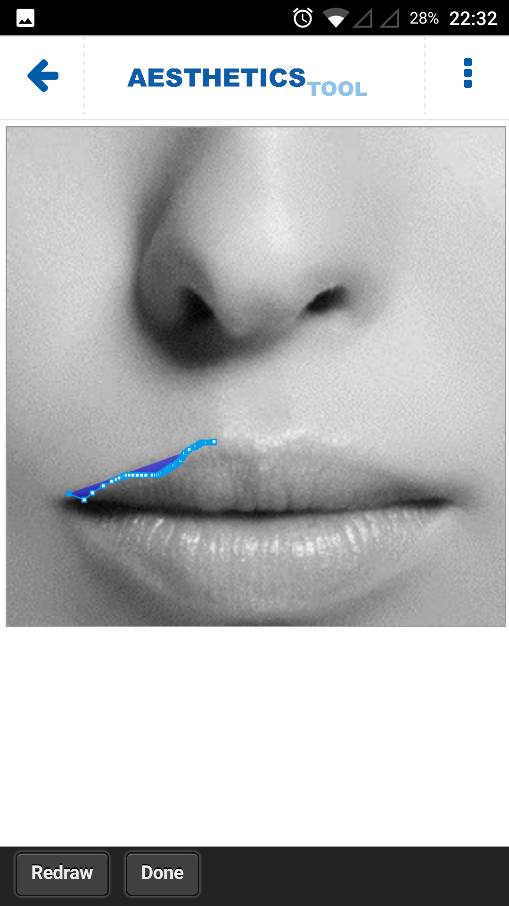 28% 22:32
AESTHETICS TOOL
Redraw Done